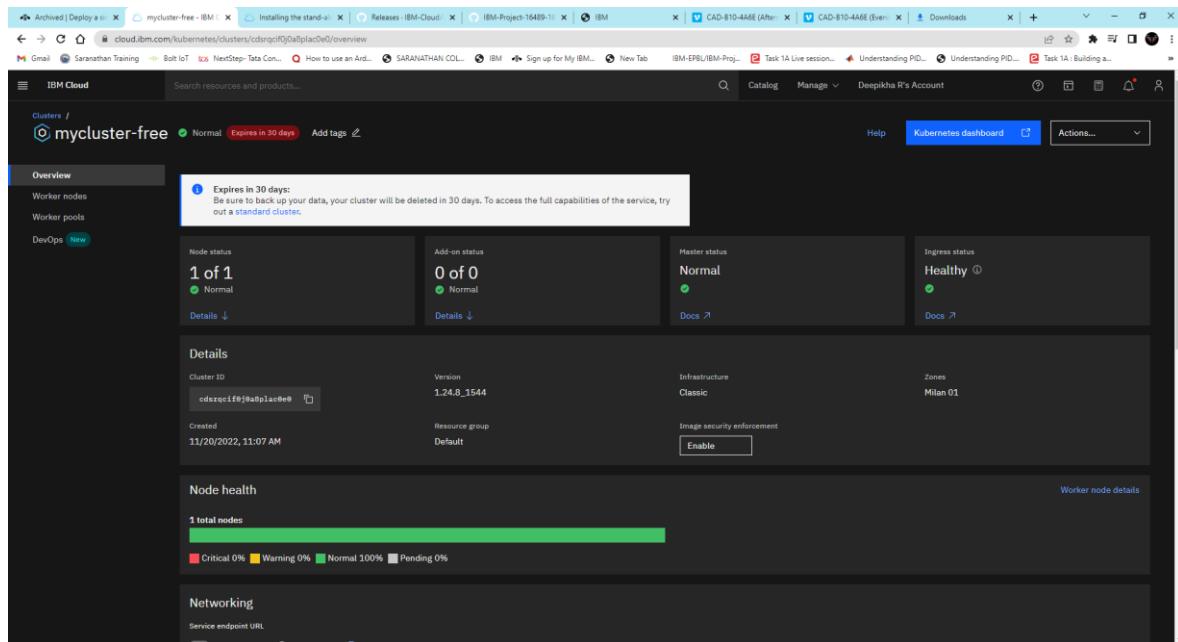 Archived | Deploy a si
mycluster-free - IBM C
Installing the stand-al
Releases · IBM-Cloud/
IBM-Project-16489-16
IBM
CAD-810-4A6E (After
CAD-810-4A6E (Even
Downloads
cloud.ibm.com/kubernetes/clusters/cdsrqcif0j0a8plac0e0/overview
Gmail
Saranathan Training
Bolt IoT
NextStep- Tata Con...
How to use an Ard...
SARANATHAN COL...
IBM
Sign up for My IBM...
New Tab
IBM-EPBL/IBM-Proj...
Task 1A Live session...
Understanding PID...
Understanding PID...
Task 1A : Building a...
IBM Cloud
Search resources and products...
Catalog
Manage
Deepikha R's Account
Clusters /
mycluster-free
Normal
Expires in 30 days
Add tags
Help
Kubernetes dashboard
Actions...
Overview
Worker nodes
Worker pools
DevOps New
Expires in 30 days:
Be sure to back up your data, your cluster will be deleted in 30 days. To access the full capabilities of the service, try
out a standard cluster.
Node status
1 of 1
Normal
Details
Add-on status
0 of 0
Normal
Details
Master status
Normal
Docs
Ingress status
Healthy
Docs
Details
Cluster ID
cdsrqcif0j0a8plac0e0
Version
1.24.8_1544
Infrastructure
Classic
Zones
Milan 01
Created
11/20/2022, 11:07 AM
Resource group
Default
Image security enforcement
Enable
Node health
Worker node details
1 total nodes
Critical 0%
Warning 0%
Normal 100%
Pending 0%
Networking
Service endpoint URL